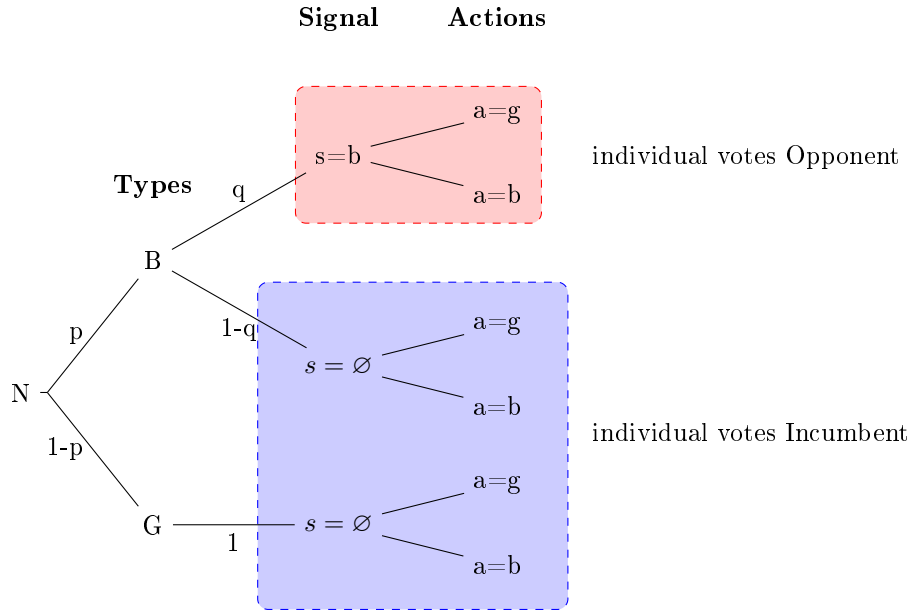 Signal Actions
a=g
s=b
individual votes Opponent
Types
q
a=b
B
a=g
1-q
p
s = ∅
N
a=b
individual votes Incumbent
1-p
a=g
G
s = ∅
1
a=b